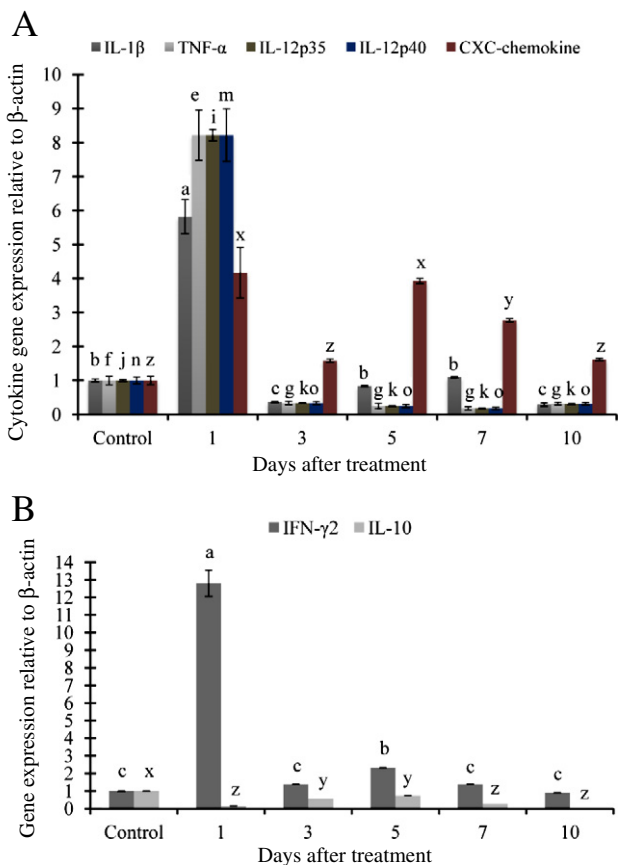 A
IL-1β TNF-α IL-12p35 IL-12p40 CXC-chemokine
Cytokine gene expression relative to β-actin
10
9
8
7
6
5
4
3
2
1
0
b f j n z
a e i m x
c g k o z
b g k o x
b g k o y
c g k o z
Control 1 3 5 7 10
Days after treatment
B
IFN-γ2 IL-10
Gene expression relative to β-actin
14
13
12
11
10
9
8
7
6
5
4
3
2
1
0
c x
a z
c y
b y
c z
c z
Control 1 3 5 7 10
Days after treatment